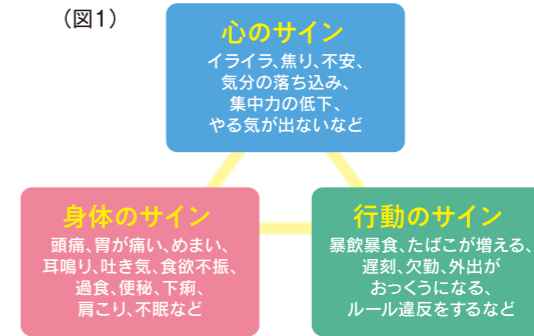 (図1)
心のサイン
イライラ、焦り、不安、
気分の落ち込み、
集中力の低下、
やる気が出ないなど
身体のサイン
頭痛、胃が痛い、めまい、
耳鳴り、吐き気、食欲不振、
過食、便秘、下痢、
肩こり、不眠など
行動のサイン
暴飲暴食、たばこが増える、
遅刻、欠勤、外出が
おっくうになる、
ルール違反をするなど